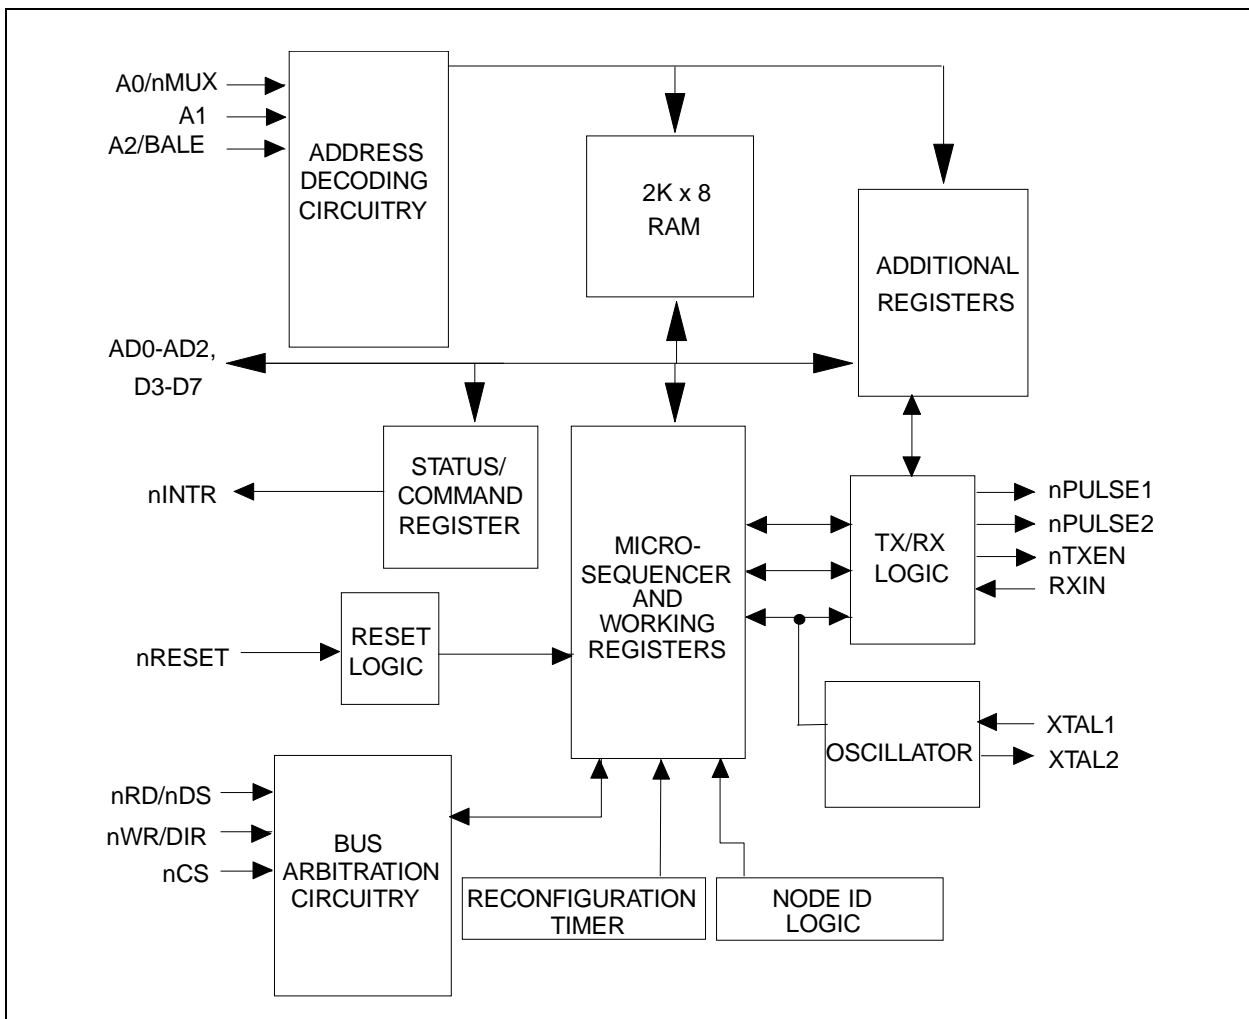 A0/nMUX
A1
A2/BALE
ADDRESS
DECODING
CIRCUITRY
2K x 8
RAM
ADDITIONAL
REGISTERS
AD0-AD2,
D3-D7
nINTR
STATUS/
COMMAND
REGISTER
MICRO-
SEQUENCER
AND
WORKING
REGISTERS
TX/RX
LOGIC
nPULSE1
nPULSE2
nTXEN
RXIN
nRESET
RESET
LOGIC
OSCILLATOR
XTAL1
XTAL2
nRD/nDS
nWR/DIR
nCS
BUS
ARBITRATION
CIRCUITRY
RECONFIGURATION
TIMER
NODE ID
LOGIC